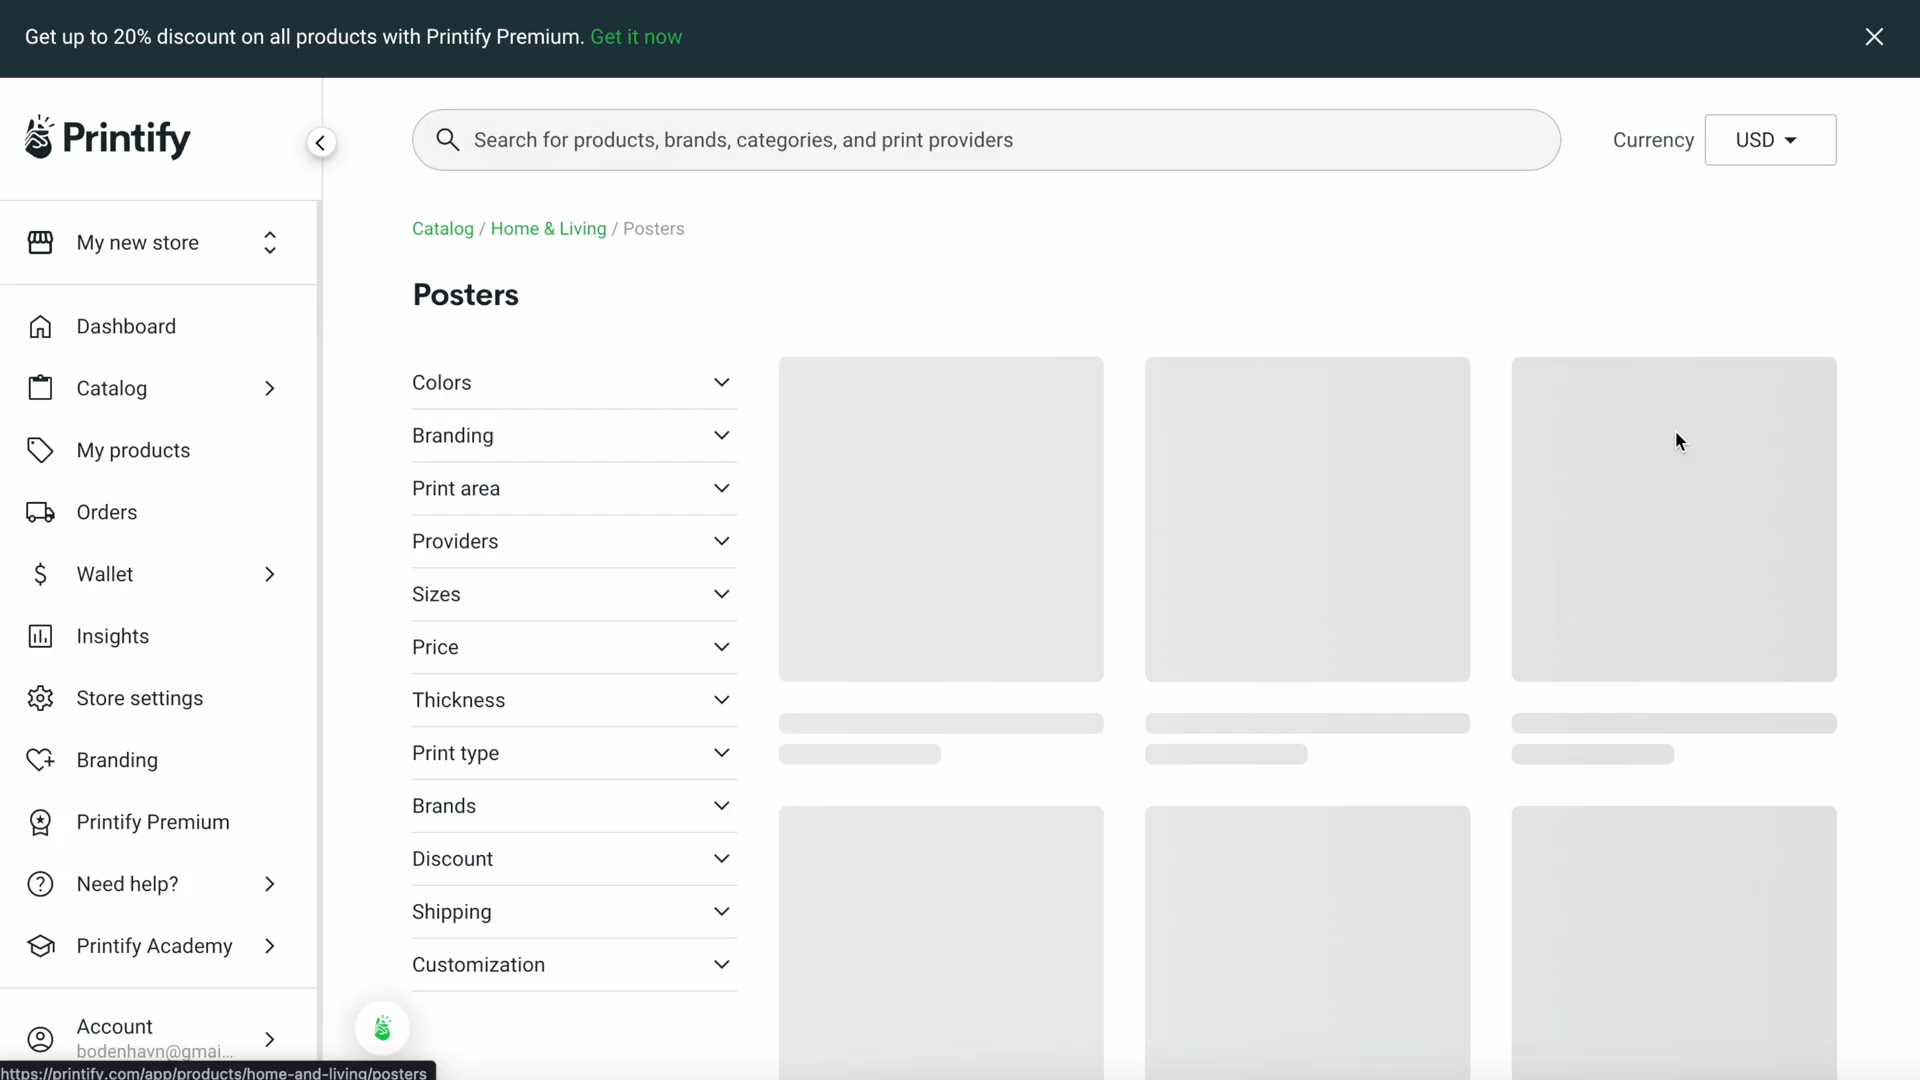 Get up to 20% discount on all products with Printify Premium. Get it now
Printify
Search for products, brands, categories, and print providers
Currency
USD
My new store
Catalog / Home & Living / Posters
Posters
Dashboard
Catalog
My products
Orders
Wallet
Insights
Store settings
Branding
Printify Premium
Need help?
Printify Academy
Account
bodenhavn@gmai...
Colors
Branding
Print area
Providers
Sizes
Price
Thickness
Print type
Brands
Discount
Shipping
Customization
https://printify.com/app/products/home-and-living/posters